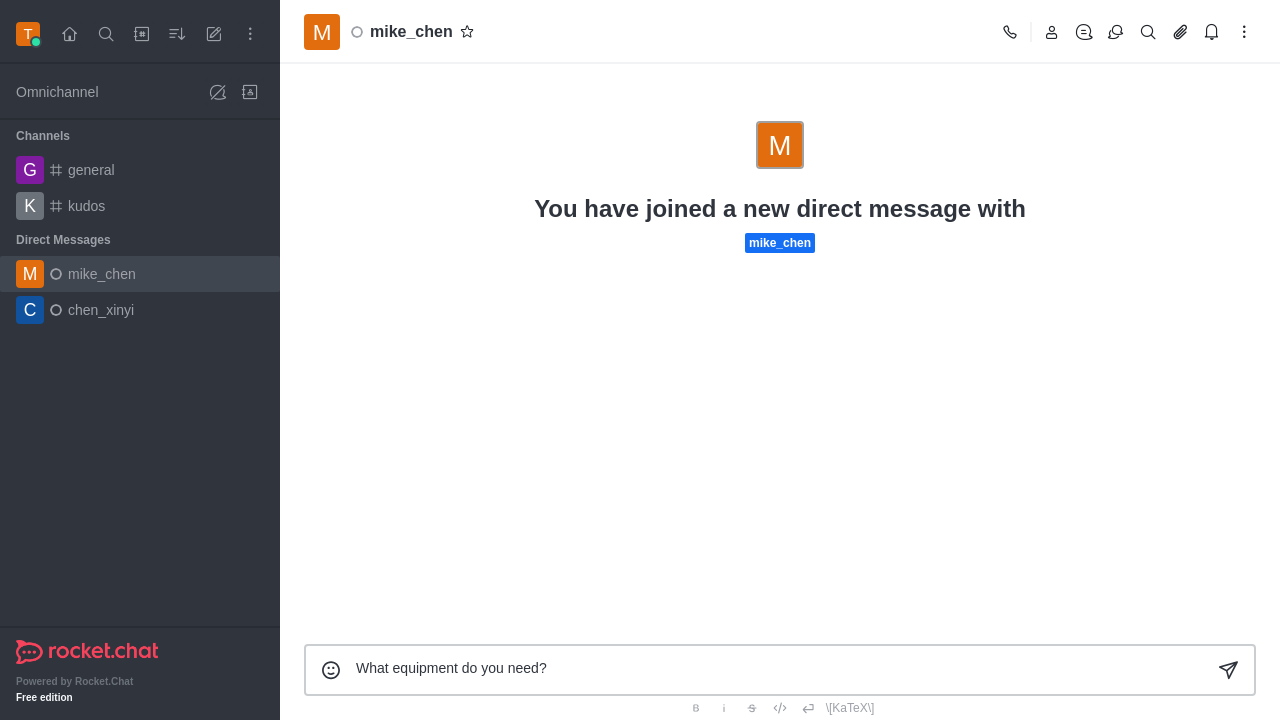 T
Omnichannel
Channels
G general
K kudos
Direct Messages
M mike_chen
C chen_xinyi
rocket.chat
Powered by Rocket.Chat
Free edition
M mike_chen
M
You have joined a new direct message with
mike_chen
What equipment do you need?
B i S \[KaTeX\]